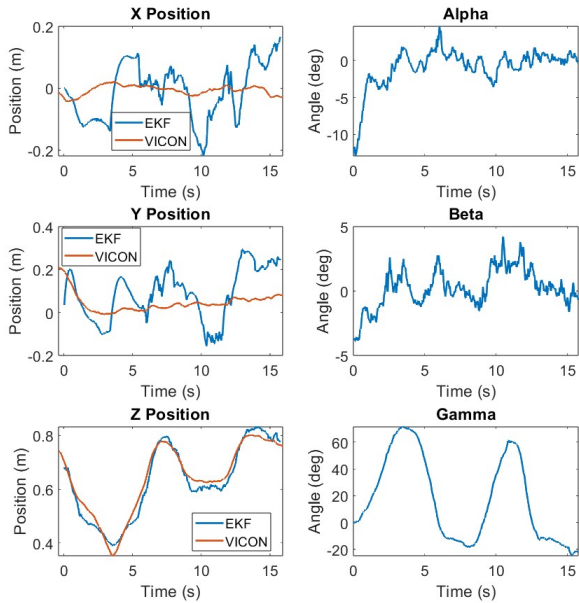 X Position
Position (m)
0.2
0
-0.2
EKF
VICON
0 5 10 15
Time (s)
Alpha
Angle (deg)
0
-5
-10
0 5 10 15
Time (s)
Y Position
Position (m)
0.4
0.2
0
-0.2
EKF
VICON
0 5 10 15
Time (s)
Beta
Angle (deg)
5
0
-5
0 5 10 15
Time (s)
Z Position
Position (m)
0.8
0.6
0.4
EKF
VICON
0 5 10 15
Time (s)
Gamma
Angle (deg)
60
40
20
0
-20
0 5 10 15
Time (s)